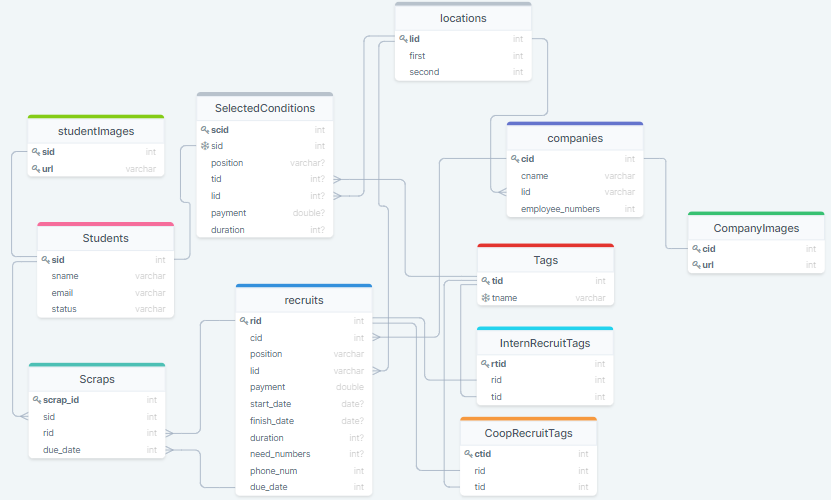 locations
lid int
first int
second int
SelectedConditions
scid int
sid int
position varchar?
tid int?
lid int?
payment double?
duration int?
studentImages
sid int
url varchar
companies
cid int
cname varchar
lid varchar
employee_numbers int
CompanyImages
cid int
url int
Students
sid int
sname varchar
email varchar
status varchar
Tags
tid int
tname varchar
recruits
rid int
cid int
position varchar
lid varchar
payment double
start_date date?
finish_date date?
duration int?
need_numbers int?
phone_num int
due_date int
InternRecruitTags
rtid int
rid int
tid int
Scraps
scrap_id int
sid int
rid int
due_date int
CoopRecruitTags
ctid int
rid int
tid int